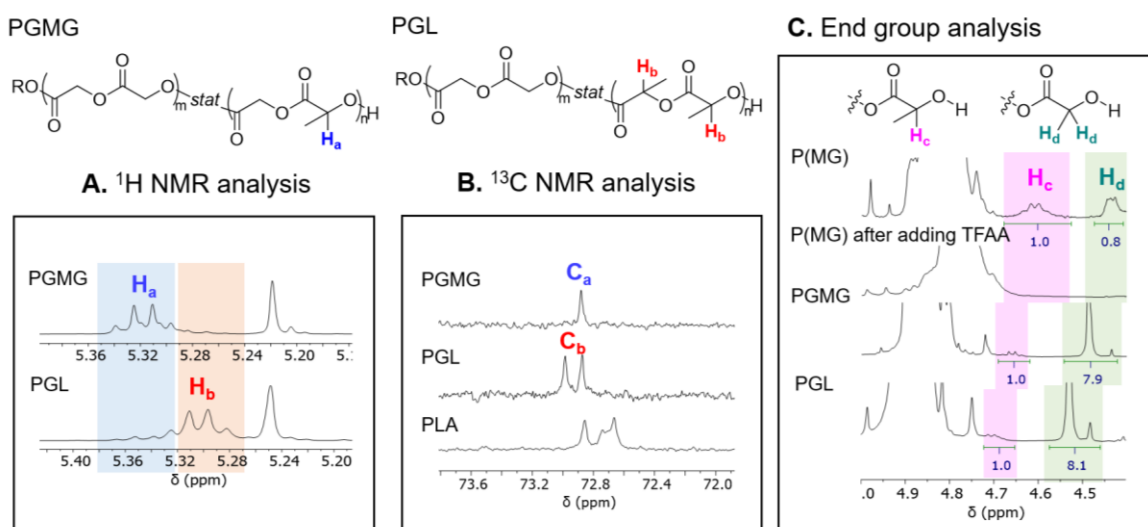 PGMG
PGL
C. End group analysis
RO
O
O
O
O
m
stat
O
O
O
O
n
H
Ha
RO
O
O
O
O
m
stat
Hb
O
O
O
O
n
H
Hb
O
O
O
H
Hc
O
O
O
H
Hd
Hd
A. ¹H NMR analysis
B. ¹³C NMR analysis
PGMG
Ha
5.36 5.32 5.28 5.24 5.20
PGL
Hb
5.40 5.36 5.32 5.28 5.24 5.20
δ (ppm)
PGMG
Ca
PGL
Cb
PLA
73.6 73.2 72.8 72.4 72.0
δ (ppm)
P(MG)
Hc
Hd
1.0
0.8
P(MG) after adding TFAA
PGMG
1.0
7.9
PGL
1.0
8.1
.0 4.9 4.8 4.7 4.6 4.5
δ (ppm)